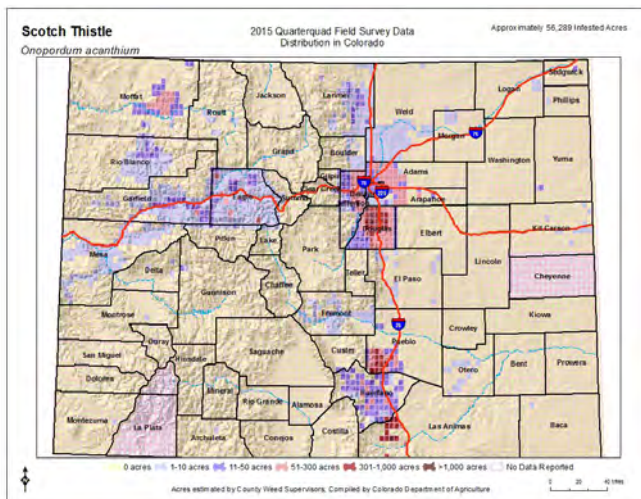 Scotch Thistle
Onopordum acanthium
2015 Quarterquad Field Survey Data
Distribution in Colorado
Approximately 56,289 Infested Acres
Moffat
Routt
Jackson
Larimer
Weld
Logan
Sedgwick
Phillips
Morgan
Rio Blanco
Grand
Boulder
Washington
Yuma
Adams
Garfield
Eagle
Summit
Clear Creek
Gilpin
Jefferson
Arapahoe
Pitkin
Lake
Park
Douglas
Elbert
Kit Carson
Mesa
Delta
Lincoln
Cheyenne
Gunnison
Chaffee
Teller
El Paso
Montrose
Fremont
Crowley
Kiowa
Ouray
San Miguel
Hinsdale
Saguache
Custer
Pueblo
Otero
Bent
Prowers
Dolores
Mineral
Rio Grande
Alamosa
Huerfano
Montezuma
La Plata
Archuleta
Conejos
Costilla
Las Animas
Baca
0 acres 1-10 acres 11-50 acres 51-300 acres 301-1,000 acres >1,000 acres No Data Reported
Acres estimated by County Weed Supervisors, Compiled by Colorado Department of Agriculture
0 20 40 Miles